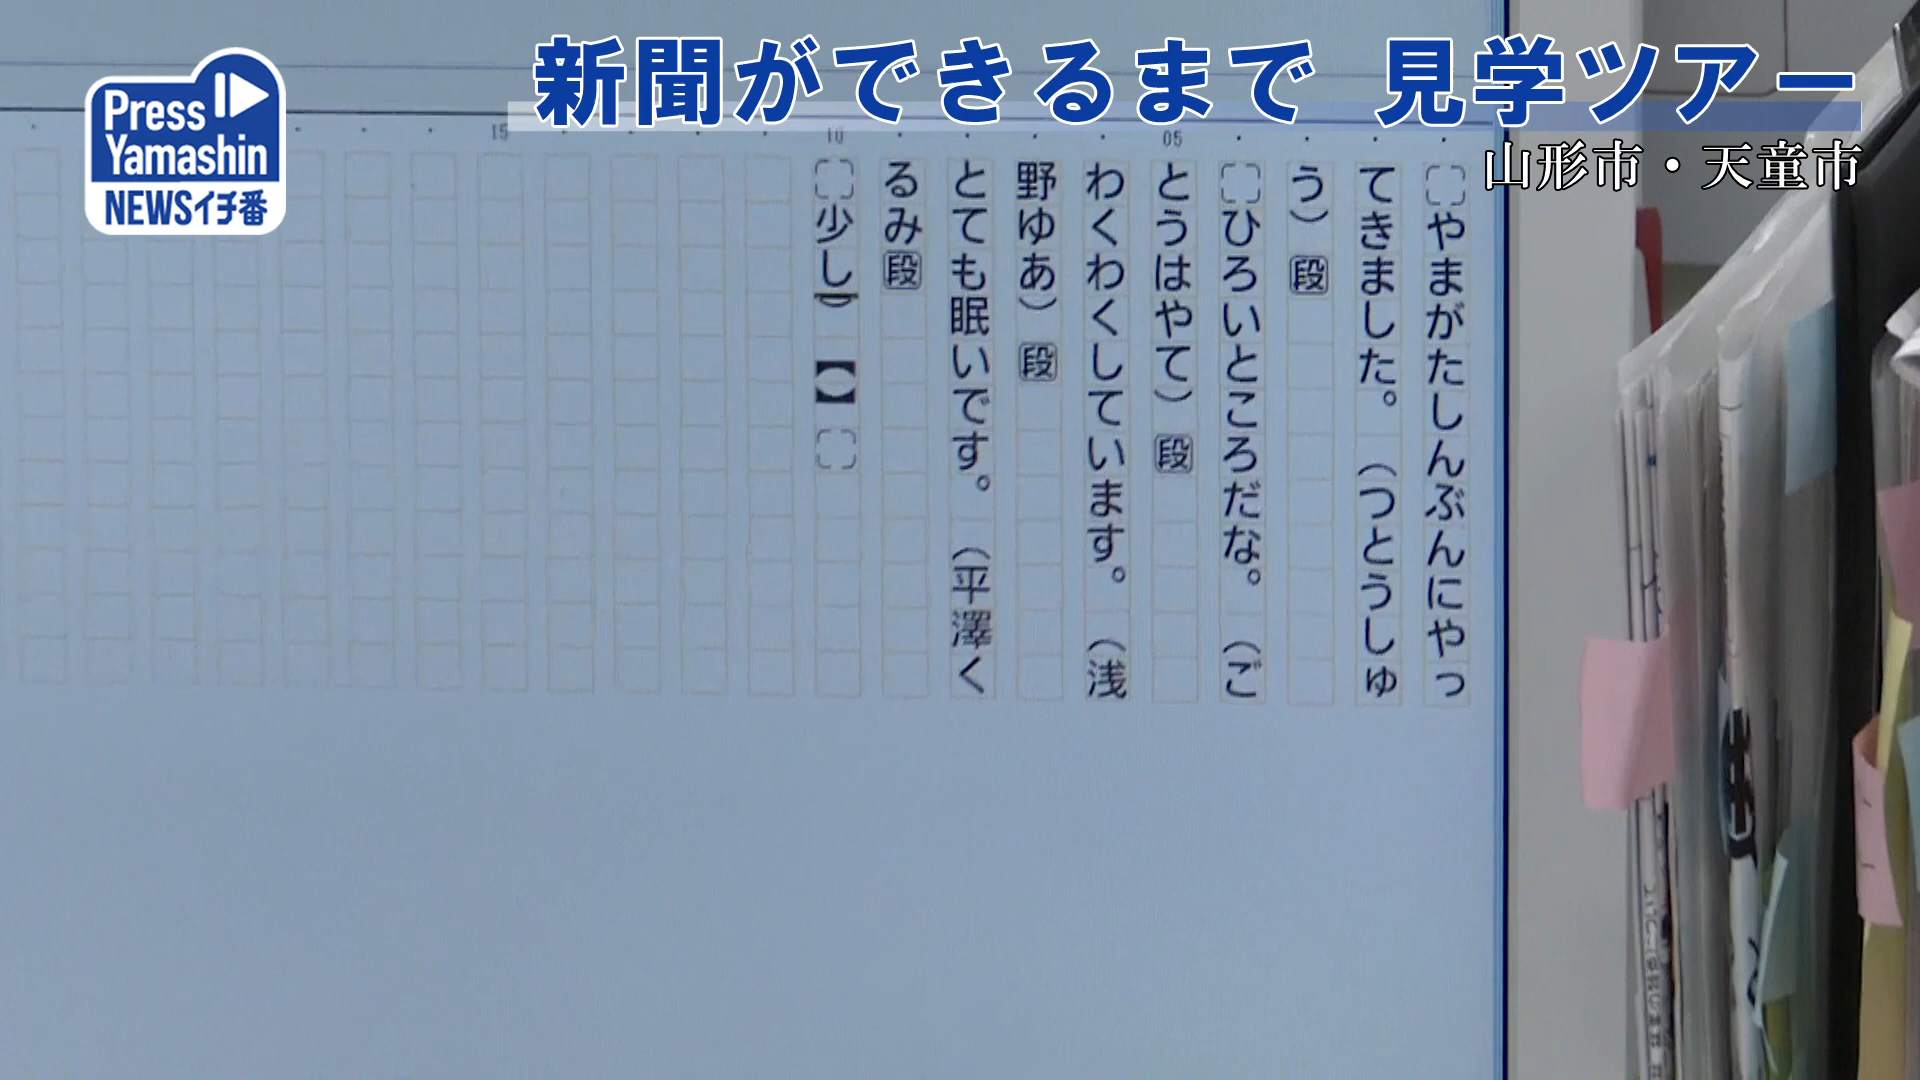 新聞ができるまで 見学ツアー
山形市・天童市
Press
Yamashin
NEWSイチ番
05
10
15
やまがたしんぶんにやっ
てきました。（つとうしゅ
う）段
ひろいところだな。（ご
とうはやて）段
わくわくしています。（浅
野ゆあ）段
とても眠いです。（平澤く
るみ段
少し